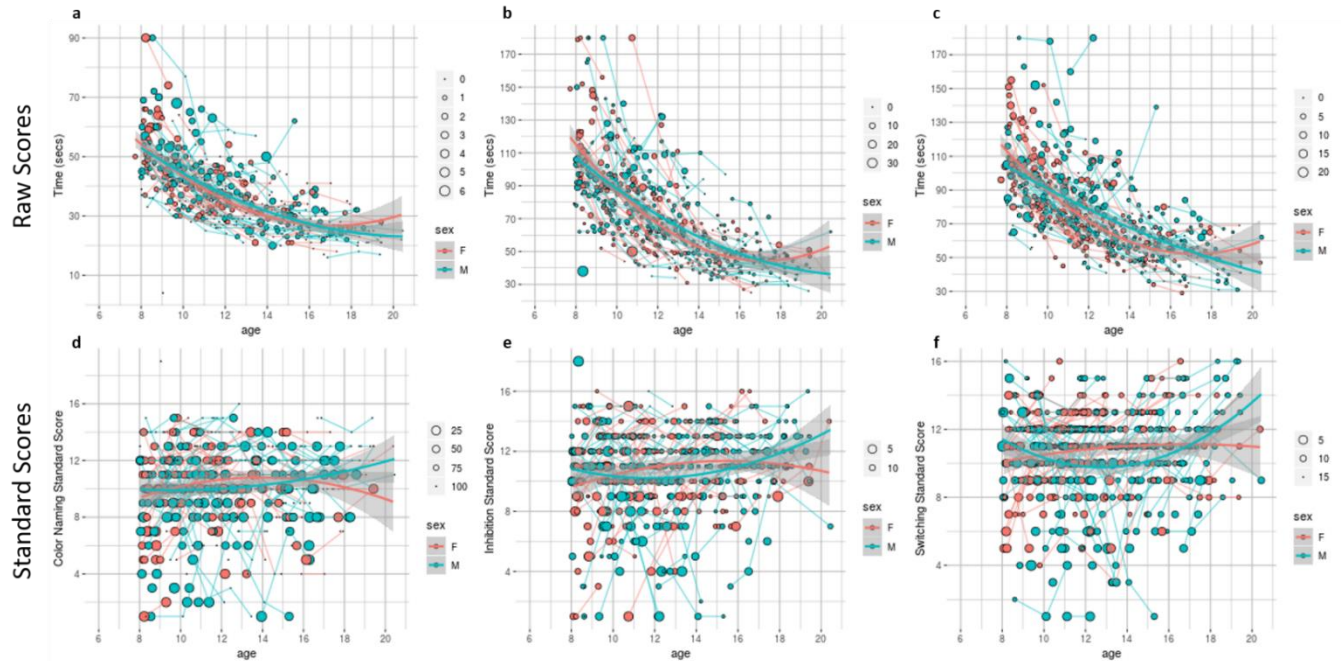 Raw Scores
a
Time (secs)
90
70
50
30
10
6 8 10 12 14 16 18 20
age
0
1
2
3
4
5
6
sex
F
M
b
Time (secs)
170
150
130
110
90
70
50
30
6 8 10 12 14 16 18 20
age
0
10
20
30
sex
F
M
c
Time (secs)
170
150
130
110
90
70
50
30
6 8 10 12 14 16 18 20
age
0
5
10
15
20
sex
F
M
Standard Scores
d
Color Naming Standard Score
16
12
8
4
6 8 10 12 14 16 18 20
age
25
50
75
100
sex
F
M
e
Inhibition Standard Score
16
12
8
4
6 8 10 12 14 16 18 20
age
5
10
sex
F
M
f
Switching Standard Score
16
12
8
4
6 8 10 12 14 16 18 20
age
5
10
15
sex
F
M